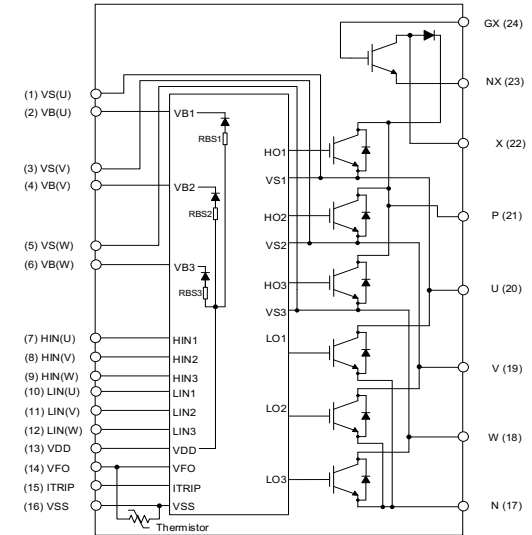 GX (24)
NX (23)
(1) VS(U)
(2) VB(U)
VB1
RBS1
HO1
X (22)
(3) VS(V)
VS1
(4) VB(V)
VB2
RBS2
HO2
P (21)
(5) VS(W)
VS2
(6) VB(W)
VB3
RBS3
HO3
U (20)
VS3
(7) HIN(U)
HIN1
LO1
(8) HIN(V)
HIN2
(9) HIN(W)
HIN3
V (19)
(10) LIN(U)
LIN1
(11) LIN(V)
LIN2
LO2
(12) LIN(W)
LIN3
W (18)
(13) VDD
VDD
(14) VFO
VFO
(15) ITRIP
ITRIP
LO3
(16) VSS
VSS
N (17)
Thermistor